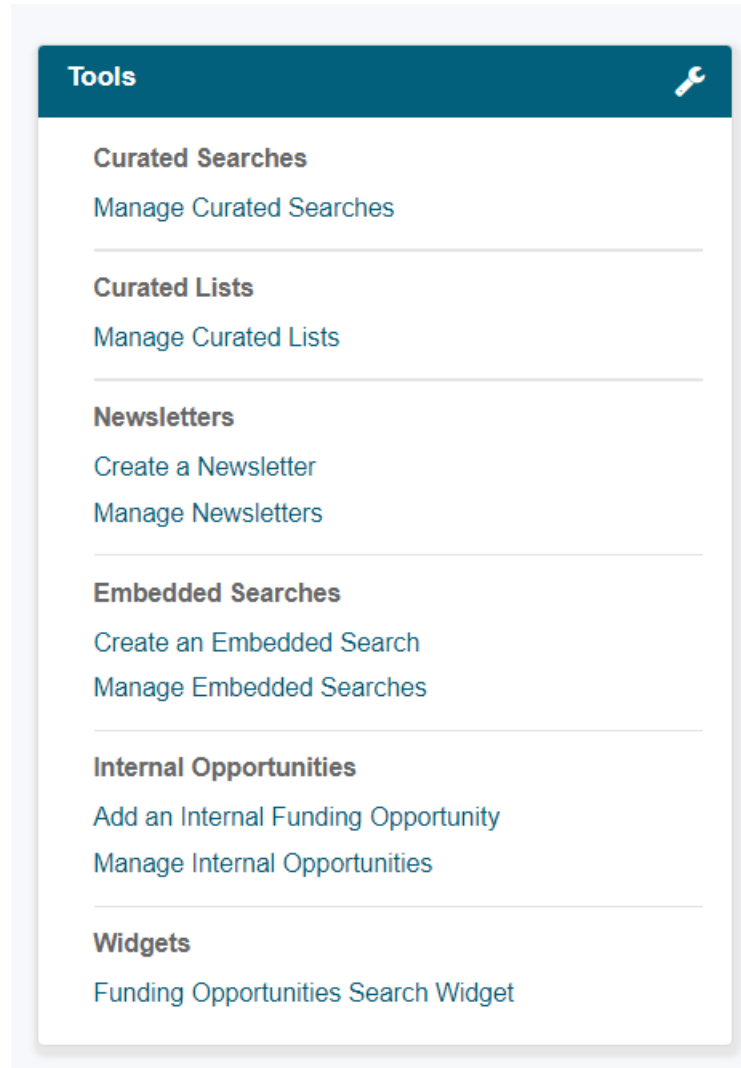 Tools
Curated Searches
Manage Curated Searches
Curated Lists
Manage Curated Lists
Newsletters
Create a Newsletter
Manage Newsletters
Embedded Searches
Create an Embedded Search
Manage Embedded Searches
Internal Opportunities
Add an Internal Funding Opportunity
Manage Internal Opportunities
Widgets
Funding Opportunities Search Widget